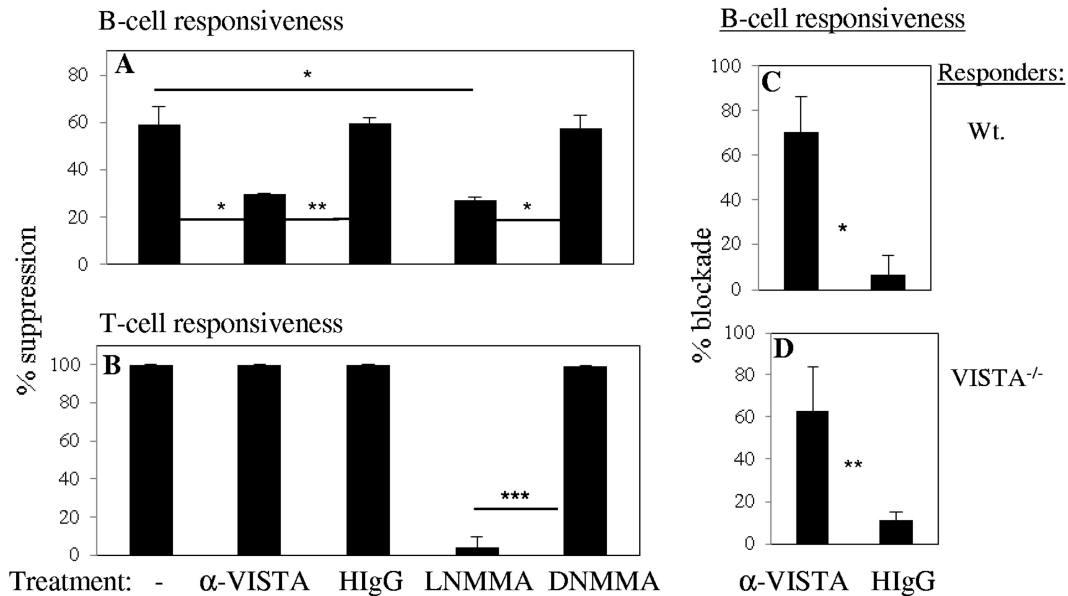 B-cell responsiveness
A
*
80
60
40
20
0
* ** *
% suppression
T-cell responsiveness
B
100
80
60
40
20
0
***
Treatment: - α-VISTA HIgG LNMMA DNMMA
B-cell responsiveness
Responders:
C
100
80
60
40
20
0
*
Wt.
% blockade
D
100
80
60
40
20
0
**
VISTA-/-
α-VISTA HIgG